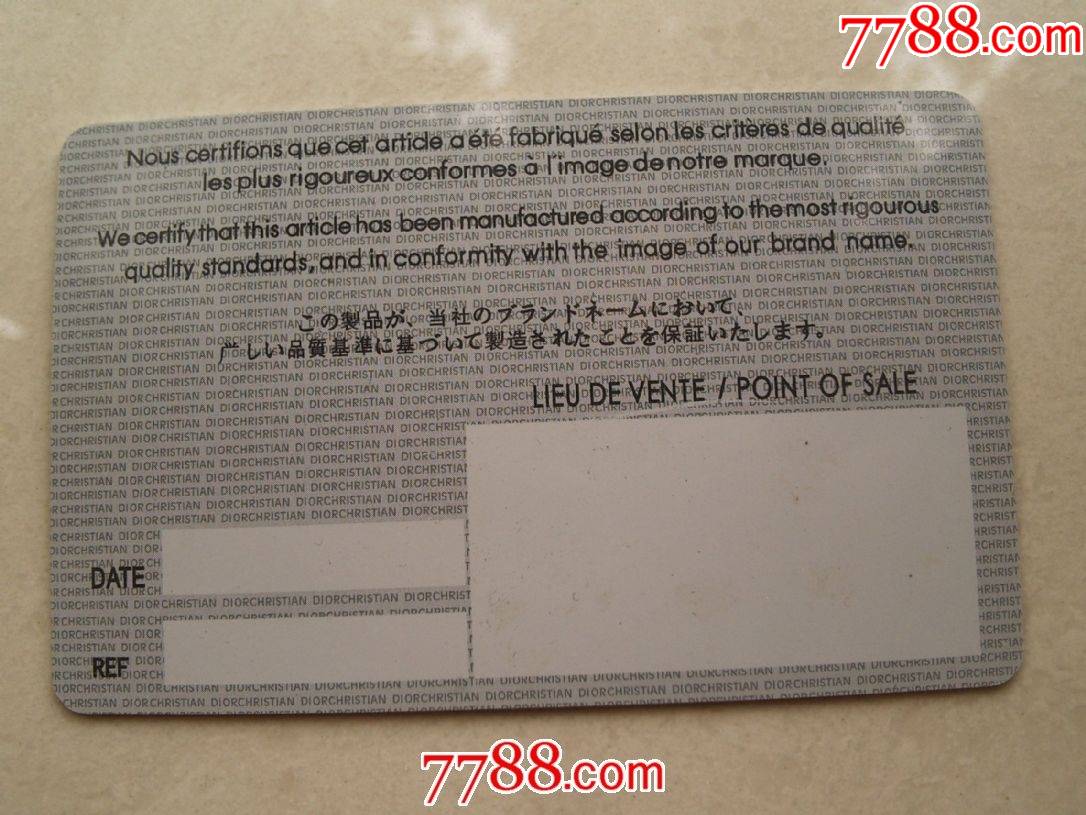 7788.com
Nous certifions que cet article a été fabriqué selon les critères de qualité
les plus rigoureux conformes à l'image de notre marque.
We certify that this article has been manufactured according to the most rigourous
quality standards, and in conformity with the image of our brand name.
この製品が、当社のブランドネームにおいて、
しい品質基準に基づいて製造されたことを保証いたします。
LIEU DE VENTE / POINT OF SALE
DATE
REF
CHRISTIAN DIOR
7788.com